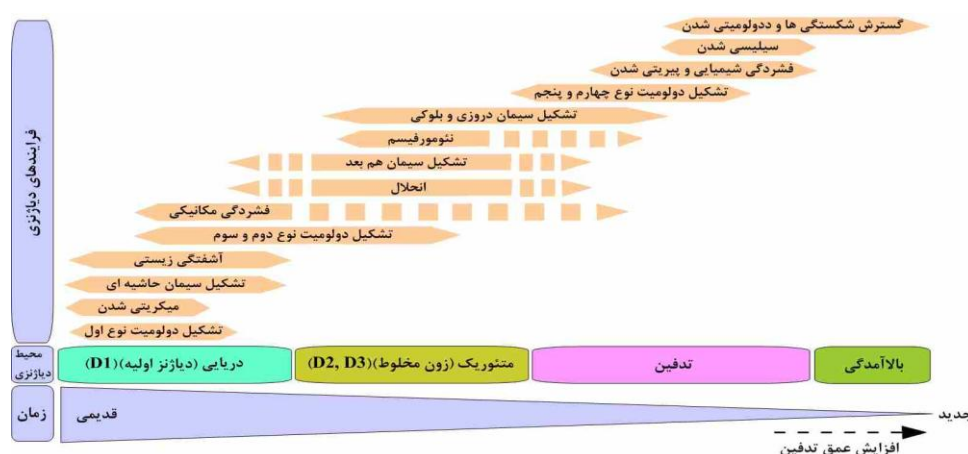 فرایندهای دیاژنزی
گسترش شکستگی ها و ددولومیتی شدن
سیلیسی شدن
فشردگی شیمیایی و پیریتی شدن
تشکیل دولومیت نوع چهارم و پنجم
تشکیل سیمان دروزی و بلوکی
نئومورفیسم
تشکیل سیمان هم بعد
انحلال
فشردگی مکانیکی
تشکیل دولومیت نوع دوم و سوم
آشفتگی زیستی
تشکیل سیمان حاشیه ای
میکریتی شدن
تشکیل دولومیت نوع اول
محیط
دیاژنزی
دریایی (دیاژنز اولیه)(D1)
متئوریک (زون مخلوط)(D2, D3)
تدفین
بالاآمدگی
زمان
قدیمی
جدید
افزایش عمق تدفین